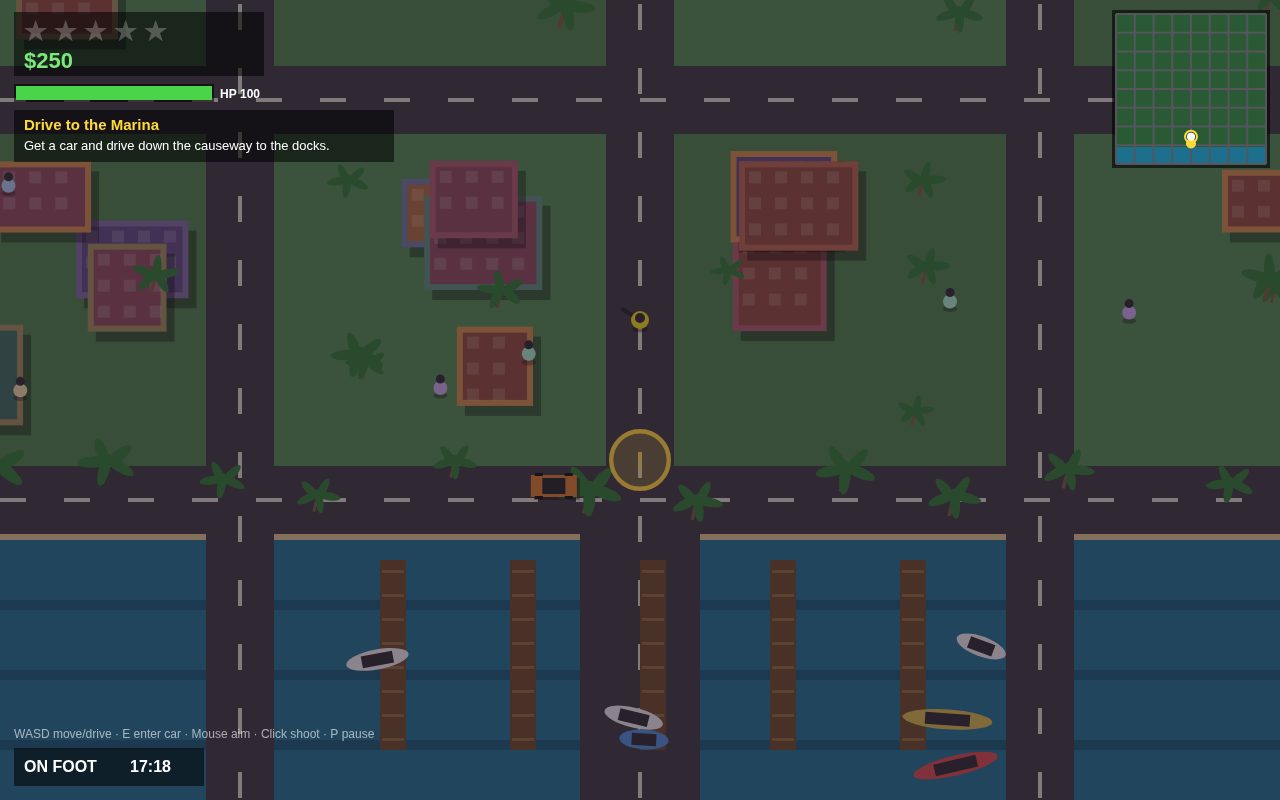 $250
HP 100
Drive to the Marina
Get a car and drive down the causeway to the docks.
WASD move/drive · E enter car · Mouse aim · Click shoot · P pause
ON FOOT 17:18